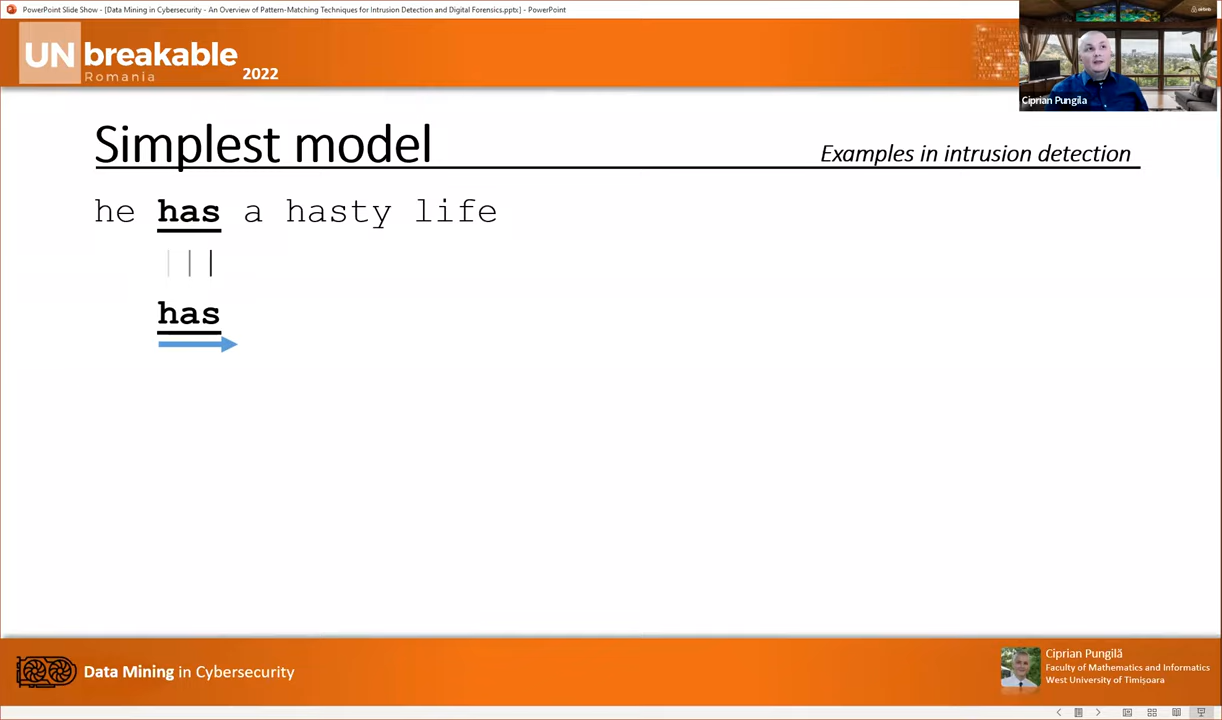 PowerPoint Slide Show - [Data Mining in Cybersecurity - An Overview of Pattern-Matching Techniques for Intrusion Detection and Digital Forensics.pptx] - PowerPoint
UNbreakable
Romania
2022
Ciprian Pungila
Simplest model
Examples in intrusion detection
he has a hasty life
has
Data Mining in Cybersecurity
Ciprian Pungilă
Faculty of Mathematics and Informatics
West University of Timișoara